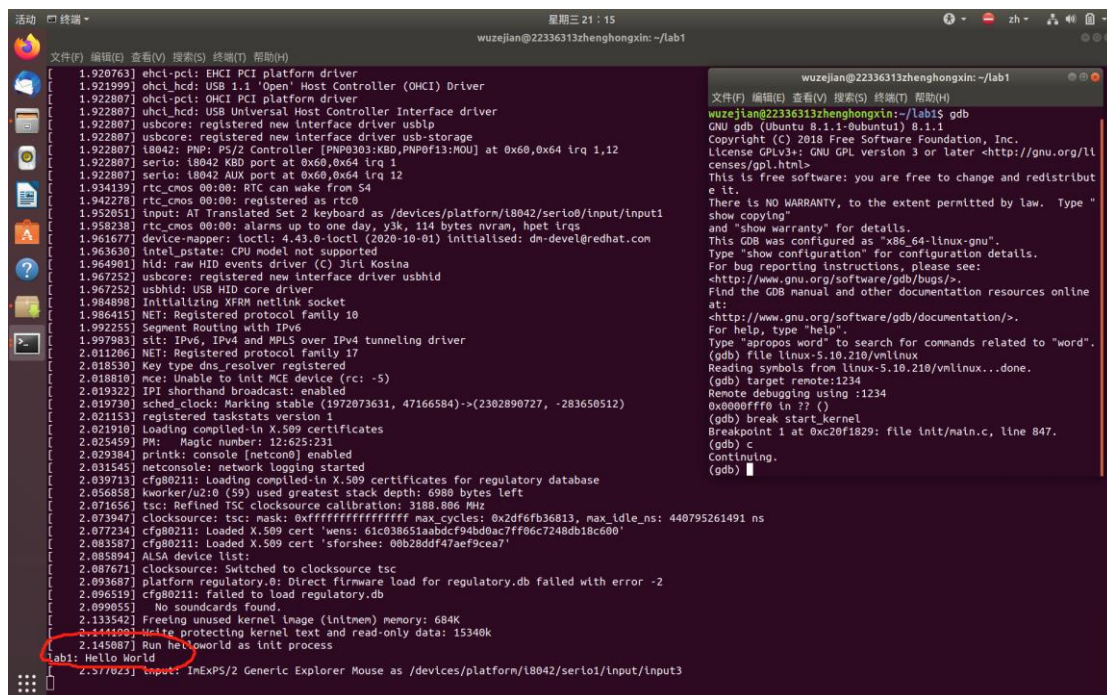 活动 终端 星期三 21：15 zh
wuzejian@22336313zhenghongxin: ~/lab1
文件(F) 编辑(E) 查看(V) 搜索(S) 终端(T) 帮助(H)
[    1.920763] ehci-pci: EHCI PCI platform driver
[    1.921999] ohci_hcd: USB 1.1 'Open' Host Controller (OHCI) Driver
[    1.922807] ohci-pci: OHCI PCI platform driver
[    1.922807] uhci_hcd: USB Universal Host Controller Interface driver
[    1.922807] usbcore: registered new interface driver usblp
[    1.922807] usbcore: registered new interface driver usb-storage
[    1.922807] i8042: PNP: PS/2 Controller [PNP0303:KBD,PNP0f13:MOU] at 0x60,0x64 irq 1,12
[    1.922807] serio: i8042 KBD port at 0x60,0x64 irq 1
[    1.922807] serio: i8042 AUX port at 0x60,0x64 irq 12
[    1.934139] rtc_cmos 00:00: RTC can wake from S4
[    1.942278] rtc_cmos 00:00: registered as rtc0
[    1.952051] input: AT Translated Set 2 keyboard as /devices/platform/i8042/serio0/input/input1
[    1.958238] rtc_cmos 00:00: alarms up to one day, y3k, 114 bytes nvram, hpet irqs
[    1.961677] device-mapper: ioctl: 4.43.0-ioctl (2020-10-01) initialised: dm-devel@redhat.com
[    1.963630] intel_pstate: CPU model not supported
[    1.964901] hid: raw HID events driver (C) Jiri Kosina
[    1.967252] usbcore: registered new interface driver usbhid
[    1.967252] usbhid: USB HID core driver
[    1.984898] Initializing XFRM netlink socket
[    1.986415] NET: Registered protocol family 10
[    1.992255] Segment Routing with IPv6
[    1.997983] sit: IPv6, IPv4 and MPLS over IPv4 tunneling driver
[    2.011206] NET: Registered protocol family 17
[    2.018530] Key type dns_resolver registered
[    2.018810] mce: Unable to init MCE device (rc: -5)
[    2.019322] IPI shorthand broadcast: enabled
[    2.019730] sched_clock: Marking stable (1972073631, 47166584)->(2302890727, -283650512)
[    2.021153] registered taskstats version 1
[    2.021910] Loading compiled-in X.509 certificates
[    2.025459] PM:   Magic number: 12:625:231
[    2.029384] printk: console [netcon0] enabled
[    2.031545] netconsole: network logging started
[    2.039713] cfg80211: Loading compiled-in X.509 certificates for regulatory database
[    2.056858] kworker/u2:0 (59) used greatest stack depth: 6980 bytes left
[    2.071656] tsc: Refined TSC clocksource calibration: 3188.806 MHz
[    2.073947] clocksource: tsc: mask: 0xffffffffffffffff max_cycles: 0x2df6fb36813, max_idle_ns: 440795261491 ns
[    2.077234] cfg80211: Loaded X.509 cert 'wens: 61c038651aabdcf94bd0ac7ff06c7248db18c600'
[    2.083587] cfg80211: Loaded X.509 cert 'sforshee: 00b28ddf47aef9cea7'
[    2.085894] ALSA device list:
[    2.087671] clocksource: Switched to clocksource tsc
[    2.093687] platform regulatory.0: Direct firmware load for regulatory.db failed with error -2
[    2.096519] cfg80211: failed to load regulatory.db
[    2.099055]   No soundcards found.
[    2.133542] Freeing unused kernel image (initmem) memory: 684K
[    2.144190] Write protecting kernel text and read-only data: 15340k
[    2.145087] Run helloworld as init process
lab1: Hello World
[    2.577023] input: ImExPS/2 Generic Explorer Mouse as /devices/platform/i8042/serio1/input/input3
wuzejian@22336313zhenghongxin: ~/lab1
文件(F) 编辑(E) 查看(V) 搜索(S) 终端(T) 帮助(H)
wuzejian@22336313zhenghongxin:~/lab1$ gdb
GNU gdb (Ubuntu 8.1.1-0ubuntu1) 8.1.1
Copyright (C) 2018 Free Software Foundation, Inc.
License GPLv3+: GNU GPL version 3 or later <http://gnu.org/li
censes/gpl.html>
This is free software: you are free to change and redistribut
e it.
There is NO WARRANTY, to the extent permitted by law.  Type "
show copying"
and "show warranty" for details.
This GDB was configured as "x86_64-linux-gnu".
Type "show configuration" for configuration details.
For bug reporting instructions, please see:
<http://www.gnu.org/software/gdb/bugs/>.
Find the GDB manual and other documentation resources online
at:
<http://www.gnu.org/software/gdb/documentation/>.
For help, type "help".
Type "apropos word" to search for commands related to "word".
(gdb) file linux-5.10.210/vmlinux
Reading symbols from linux-5.10.210/vmlinux...done.
(gdb) target remote:1234
Remote debugging using :1234
0x0000fff0 in ?? ()
(gdb) break start_kernel
Breakpoint 1 at 0xc20f1829: file init/main.c, line 847.
(gdb) c
Continuing.
(gdb)